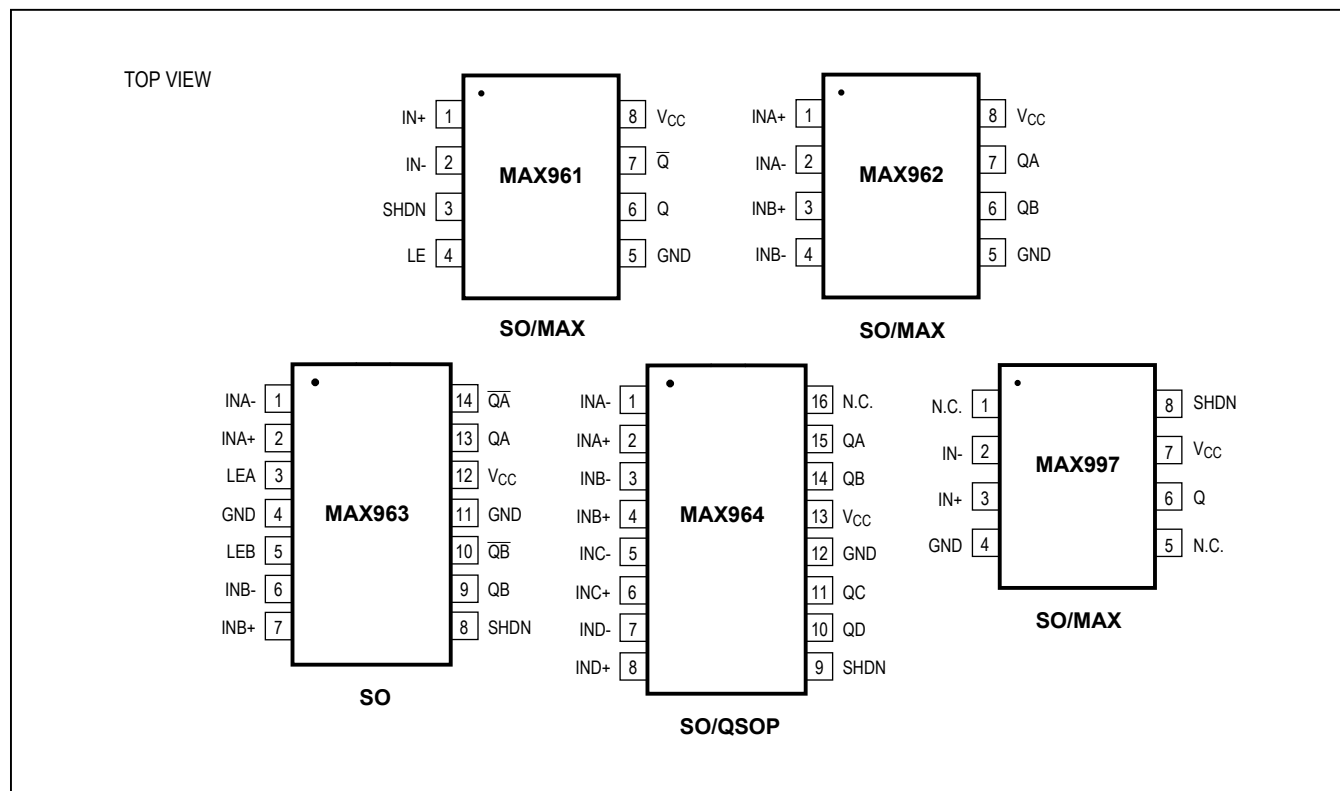 TOP VIEW
IN+ 1 8 VCC
IN- 2 7 Q̅
SHDN 3 6 Q
LE 4 5 GND
MAX961
SO/MAX
INA+ 1 8 VCC
INA- 2 7 QA
INB+ 3 6 QB
INB- 4 5 GND
MAX962
SO/MAX
INA- 1 14 Q̅A̅
INA+ 2 13 QA
LEA 3 12 VCC
GND 4 11 GND
LEB 5 10 Q̅B̅
INB- 6 9 QB
INB+ 7 8 SHDN
MAX963
SO
INA- 1 16 N.C.
INA+ 2 15 QA
INB- 3 14 QB
INB+ 4 13 VCC
INC- 5 12 GND
INC+ 6 11 QC
IND- 7 10 QD
IND+ 8 9 SHDN
MAX964
SO/QSOP
N.C. 1 8 SHDN
IN- 2 7 VCC
IN+ 3 6 Q
GND 4 5 N.C.
MAX997
SO/MAX